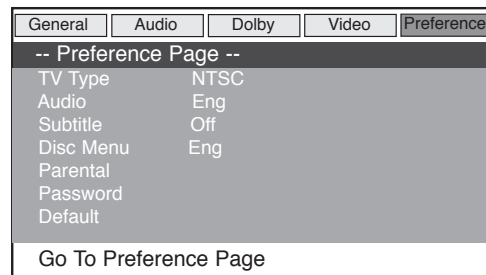 General Audio Dolby Video Preference
-- Preference Page --
TV Type NTSC
Audio Eng
Subtitle Off
Disc Menu Eng
Parental
Password
Default
Go To Preference Page